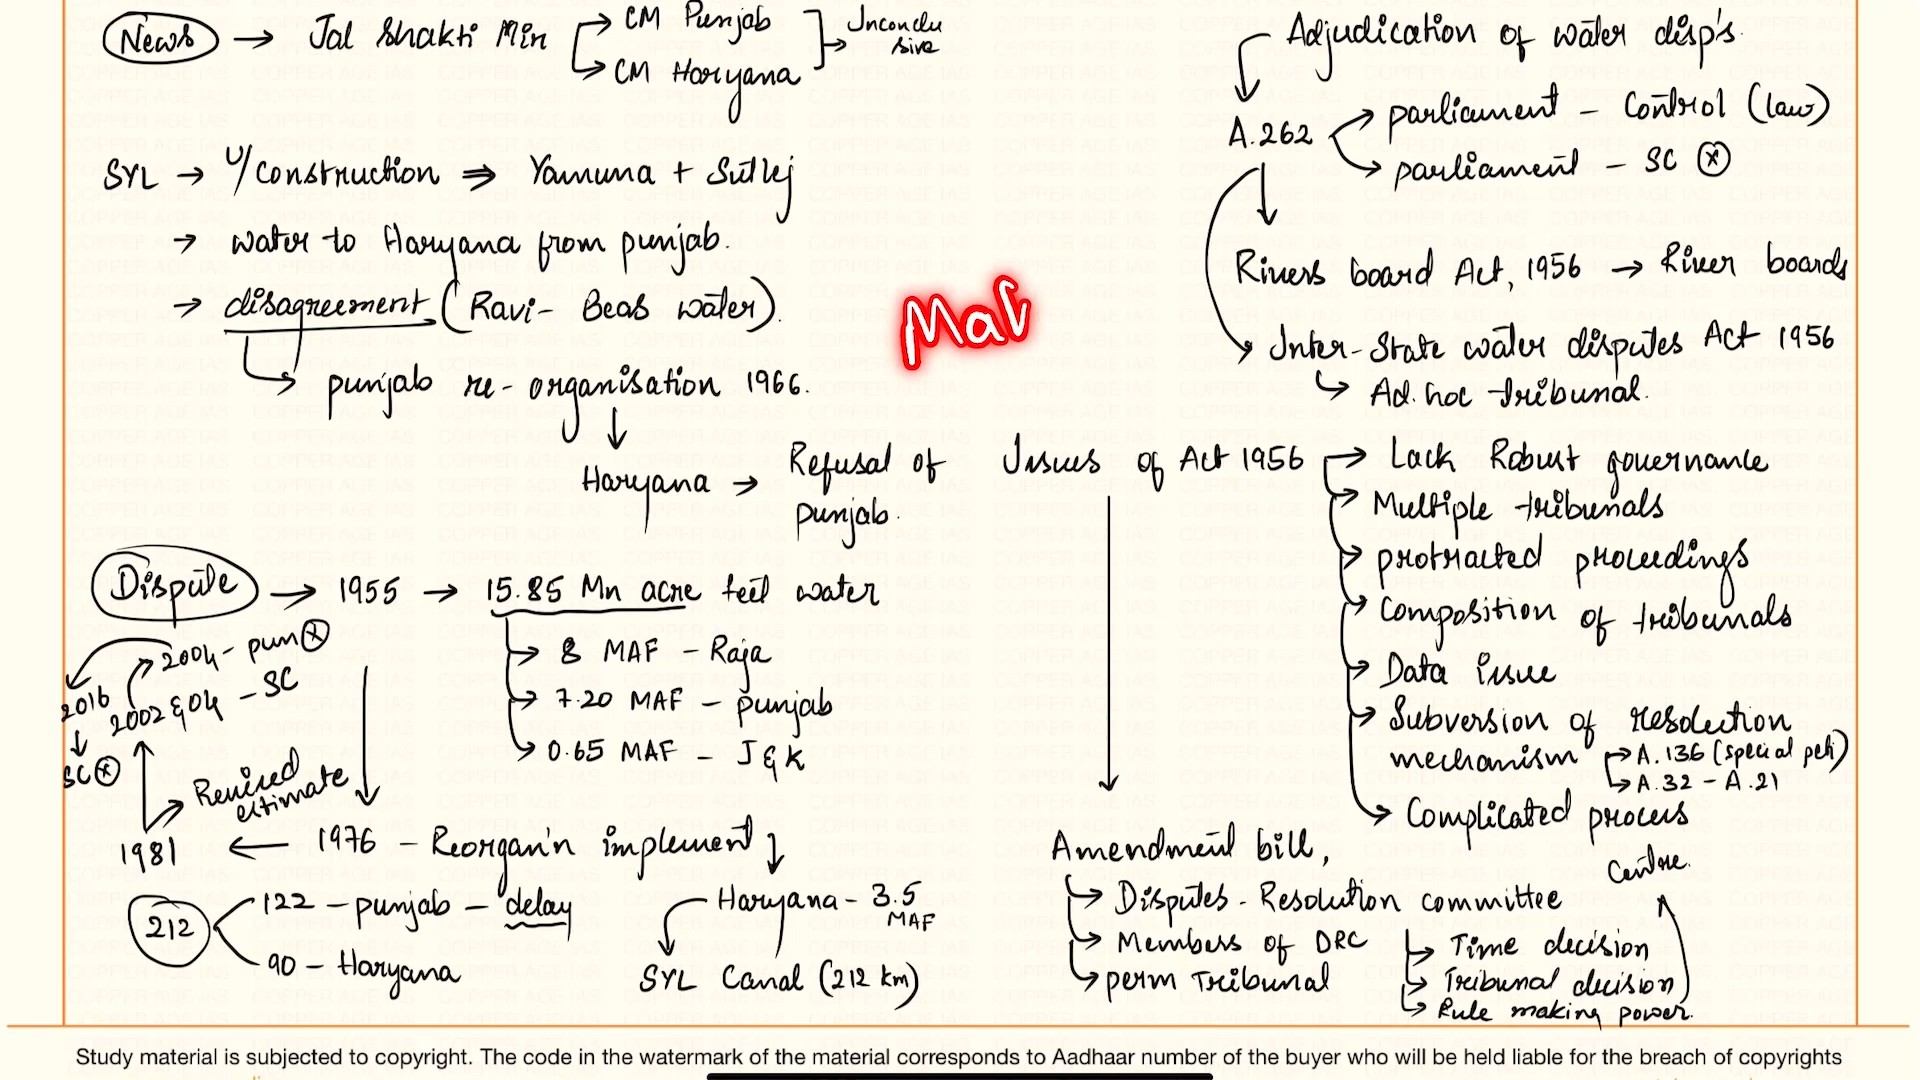 News → Jal Shakti Min → CM Punjab
→ CM Haryana
Inconclu
sive
SYL → U/Construction ⇒ Yamuna + Sutlej
→ water to Haryana from punjab.
→ disagreement (Ravi- Beas water).
→ punjab re-organisation 1966.
Haryana → Refusal of
punjab.
Dispute → 1955 → 15.85 Mn acre feet water
→ 8 MAF - Raja
→ 7.20 MAF - punjab
→ 0.65 MAF - J & K
2004 - pun ⓧ
2002 & 04 - SC
2016
↓
SC ⓧ
→ Revised
estimate
1981 ← 1976 - Reorgan'n implement
212
122 - punjab - delay
90 - Haryana
Haryana - 3.5
MAF
SYL Canal (212 km)
Mar
Adjudication of water disp's.
A.262 → parliament - Control (law)
→ parliament - SC ⓧ
Rivers board Act, 1956 → River boards
Inter-State water disputes Act 1956
↳ Ad.hoc tribunal.
Issues of Act 1956 → Lack Robust governance
→ Multiple tribunals
→ protracted proceedings
→ Composition of tribunals
→ Data issue
→ Subversion of resolution
mechanism → A.136 (special peti)
→ A.32 - A.21
→ Complicated process
Amendment bill,
→ Disputes - Resolution committee
→ Members of DRC
→ perm Tribunal
Centre.
→ Time decision
→ Tribunal decision
→ Rule making power.
Study material is subjected to copyright. The code in the watermark of the material corresponds to Aadhaar number of the buyer who will be held liable for the breach of copyrights
COPPER AGE IAS